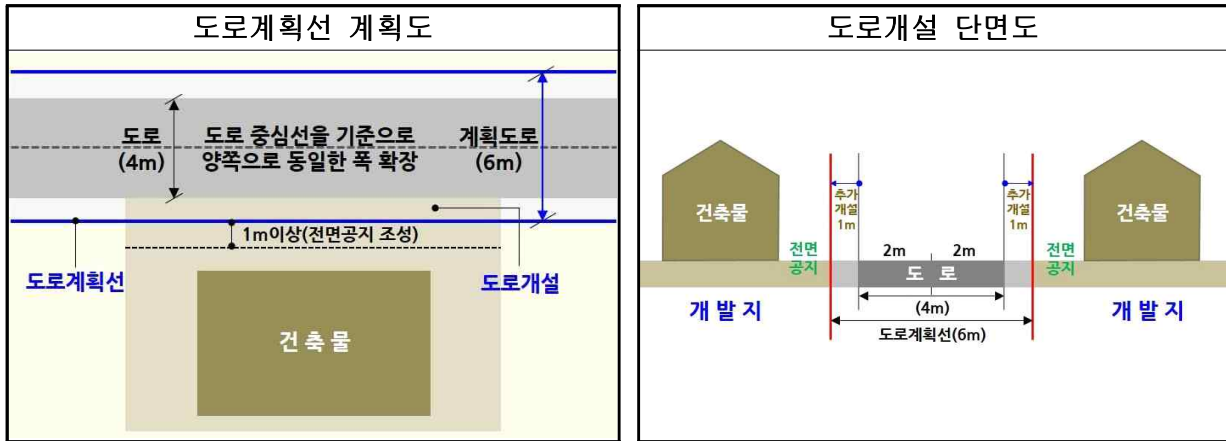 도로계획선 계획도
도로
(4m)
도로 중심선을 기준으로
양쪽으로 동일한 폭 확장
계획도로
(6m)
1m이상(전면공지 조성)
도로계획선
도로개설
건 축 물
도로개설 단면도
건축물
추가
개설
1m
추가
개설
1m
건축물
전면
공지
2m
2m
전면
공지
도 로
개 발 지
(4m)
개 발 지
도로계획선(6m)